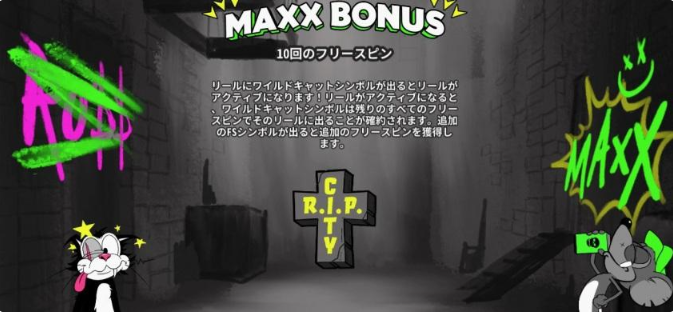 MAXX BONUS
10回のフリースピン
リールにワイルドキャットシンボルが出るとリールが
アクティブになります！リールがアクティブになると
、ワイルドキャットシンボルは残りのすべてのフリー
スピンでそのリールに出ることが確約されます。追加
のFSシンボルが出ると追加のフリースピンを獲得し
ます。
MAXX
R.I.P.
CITY